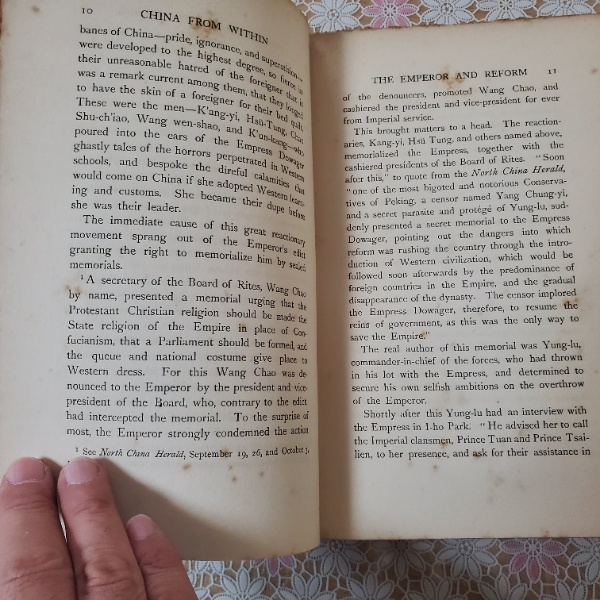 10 CHINA FROM WITHIN
banes of China—pride, ignorance, and superstition—
were developed to the highest degree, so fierce is
their unreasonable hatred of the foreigner that it
was a remark current among them, that they longed
to have the skin of a foreigner for their bed quilt.
These were the men—K'ang-yi, Hsü-Tung, Chao
Shu-ch'iao, Wang wen-shao, and K'un-kang—who
poured into the ears of the Empress Dowager
ghastly tales of the horrors perpetrated in Western
schools, and bespoke the direful calamities that
would come on China if she adopted Western learn-
ing and customs. She became their dupe before
she was their leader.
The immediate cause of this great reactionary
movement sprang out of the Emperor's edict
granting the right to memorialize him by sealed
memorials.
¹ A secretary of the Board of Rites, Wang Chao
by name, presented a memorial urging that the
Protestant Christian religion should be made the
State religion of the Empire in place of Con-
fucianism, that a Parliament should be formed, and
the queue and national costume give place to
Western dress. For this Wang Chao was de-
nounced to the Emperor by the president and vice-
president of the Board, who, contrary to the edict
had intercepted the memorial. To the surprise of
most, the Emperor strongly condemned the action
¹ See North China Herald, September 19, 26, and October 3,
THE EMPEROR AND REFORM 11
of the denouncers, promoted Wang Chao, and
cashiered the president and vice-president for ever
from Imperial service.
This brought matters to a head. The reaction-
aries, Kang-yi, Hsü Tung, and others named above,
memorialized the Empress, together with the
cashiered presidents of the Board of Rites. "Soon
after this," to quote from the North China Herald,
"one of the most bigoted and notorious Conserva-
tives of Peking, a censor named Yang Chung-yi,
and a secret parasite and protégé of Yung-lu, sud-
denly presented a secret memorial to the Empress
Dowager, pointing out the dangers into which
reform was rushing the country through the intro-
duction of Western civilization, which would be
followed soon afterwards by the predominance of
foreign countries in the Empire, and the gradual
disappearance of the dynasty. The censor implored
the Empress Dowager, therefore, to resume the
reins of government, as this was the only way to
save the Empire."
The real author of this memorial was Yung-lu,
commander-in-chief of the forces, who had thrown
in his lot with the Empress, and determined to
secure his own selfish ambitions on the overthrow
of the Emperor.
Shortly after this Yung-lu had an interview with
the Empress in I-ho Park. "He advised her to call
the Imperial clansmen, Prince Tuan and Prince Tsai-
lien, to her presence, and ask for their assistance in